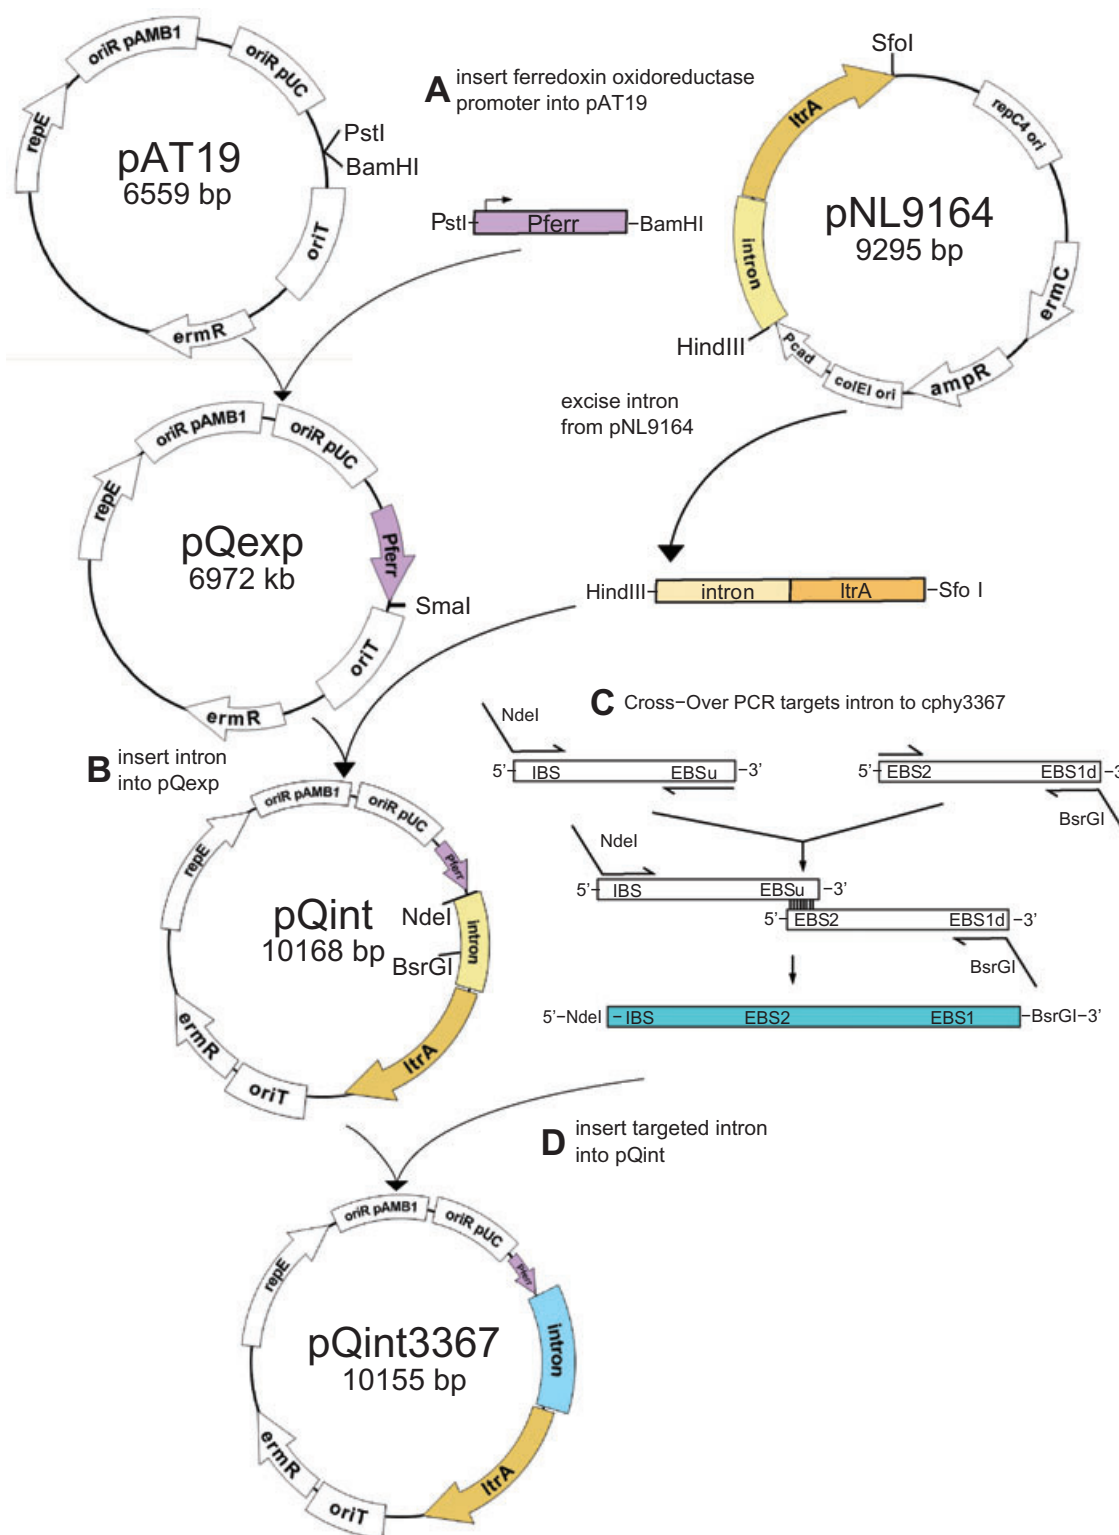 oriR pAMB1
oriR pUC
repE
PstI
BamHI
pAT19
6559 bp
oriT
ermR
A insert ferredoxin oxidoreductase
promoter into pAT19
PstI
Pferr
BamHI
SfoI
ltrA
repC4 ori
pNL9164
9295 bp
intron
ermC
HindIII
Pcad
colEI ori
ampR
excise intron
from pNL9164
HindIII
intron
ltrA
Sfo I
oriR pAMB1
oriR pUC
repE
pQexp
6972 kb
Pferr
SmaI
oriT
ermR
B insert intron
into pQexp
C Cross-Over PCR targets intron to cphy3367
NdeI
5'
IBS
EBSu
-3'
5'
EBS2
EBS1d
-3
BsrGI
NdeI
5'-
IBS
EBSu
-3'
5'-
EBS2
EBS1d
-3'
BsrGI
5'-NdeI
-IBS
EBS2
EBS1
-BsrGI-3'
oriR pAMB1
oriR pUC
repE
Pferr
pQint
10168 bp
NdeI
intron
BsrGI
ermR
ltrA
oriT
D insert targeted intron
into pQint
oriR pAMB1
oriR pUC
repE
Pferr
pQint3367
10155 bp
intron
ermR
ltrA
oriT